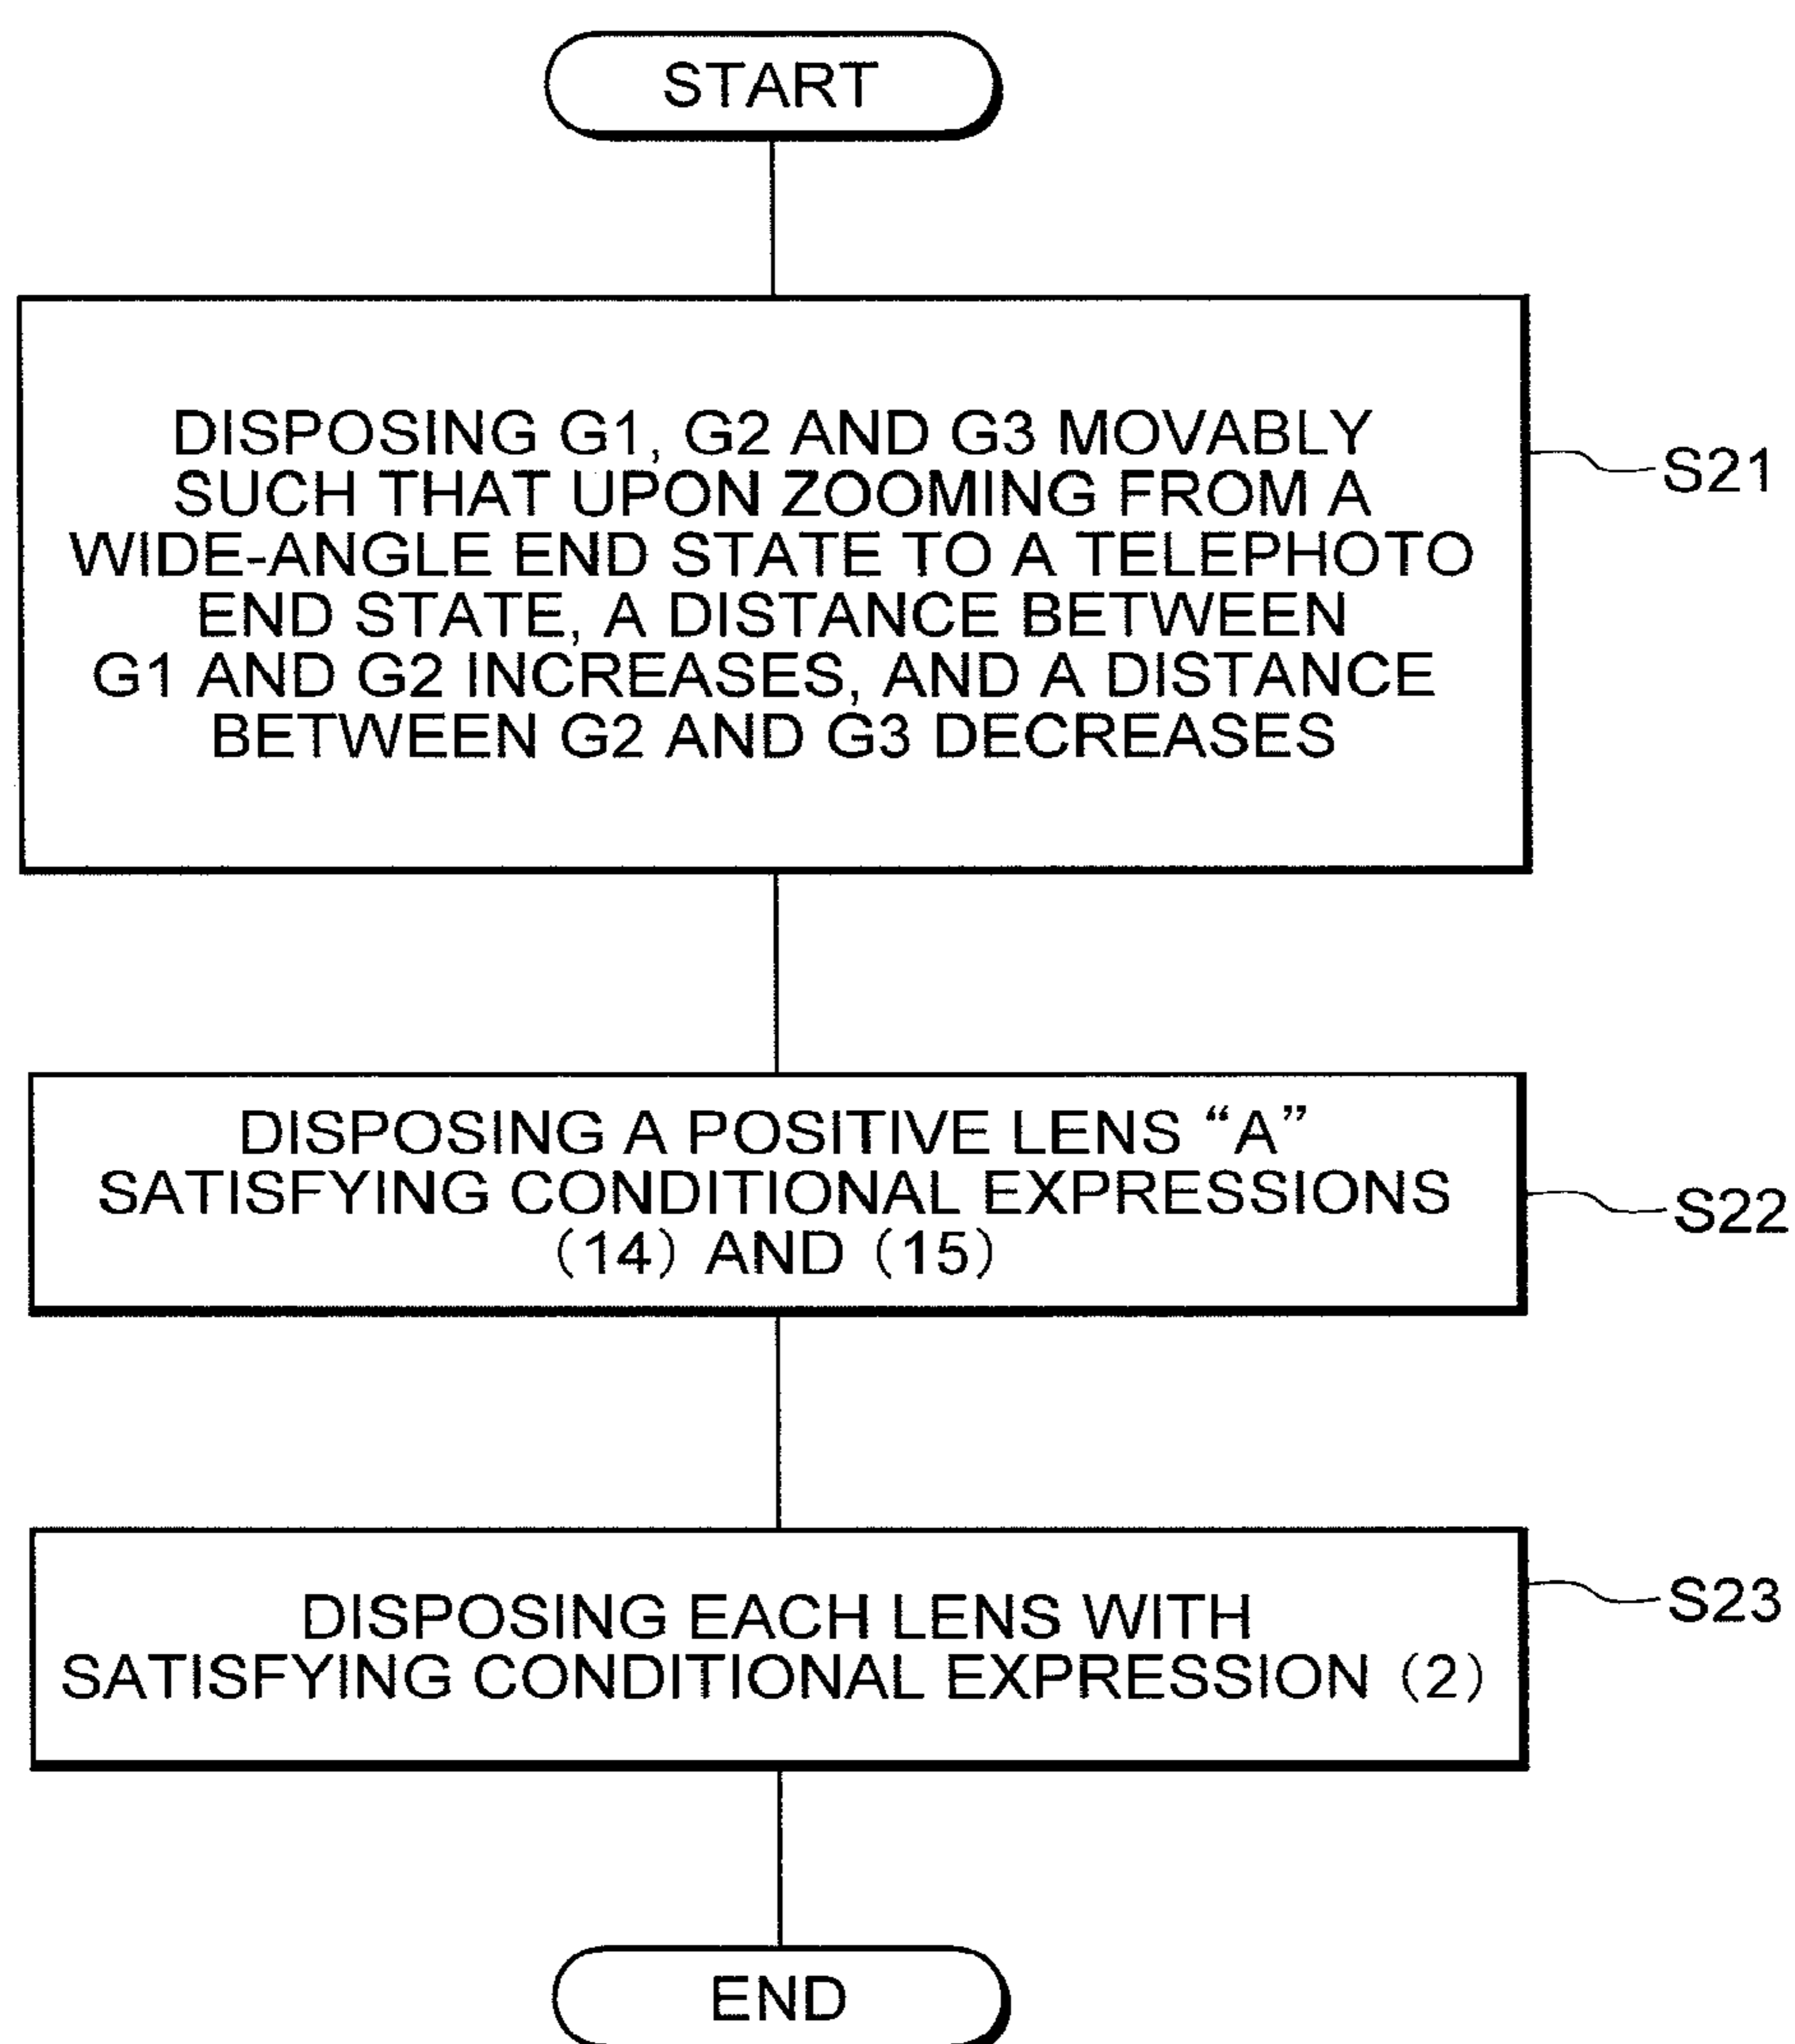 START
DISPOSING G1, G2 AND G3 MOVABLY
SUCH THAT UPON ZOOMING FROM A
WIDE-ANGLE END STATE TO A TELEPHOTO
END STATE, A DISTANCE BETWEEN
G1 AND G2 INCREASES, AND A DISTANCE
BETWEEN G2 AND G3 DECREASES
S21
DISPOSING A POSITIVE LENS “A”
SATISFYING CONDITIONAL EXPRESSIONS
(14) AND (15)
S22
DISPOSING EACH LENS WITH
SATISFYING CONDITIONAL EXPRESSION (2)
S23
END